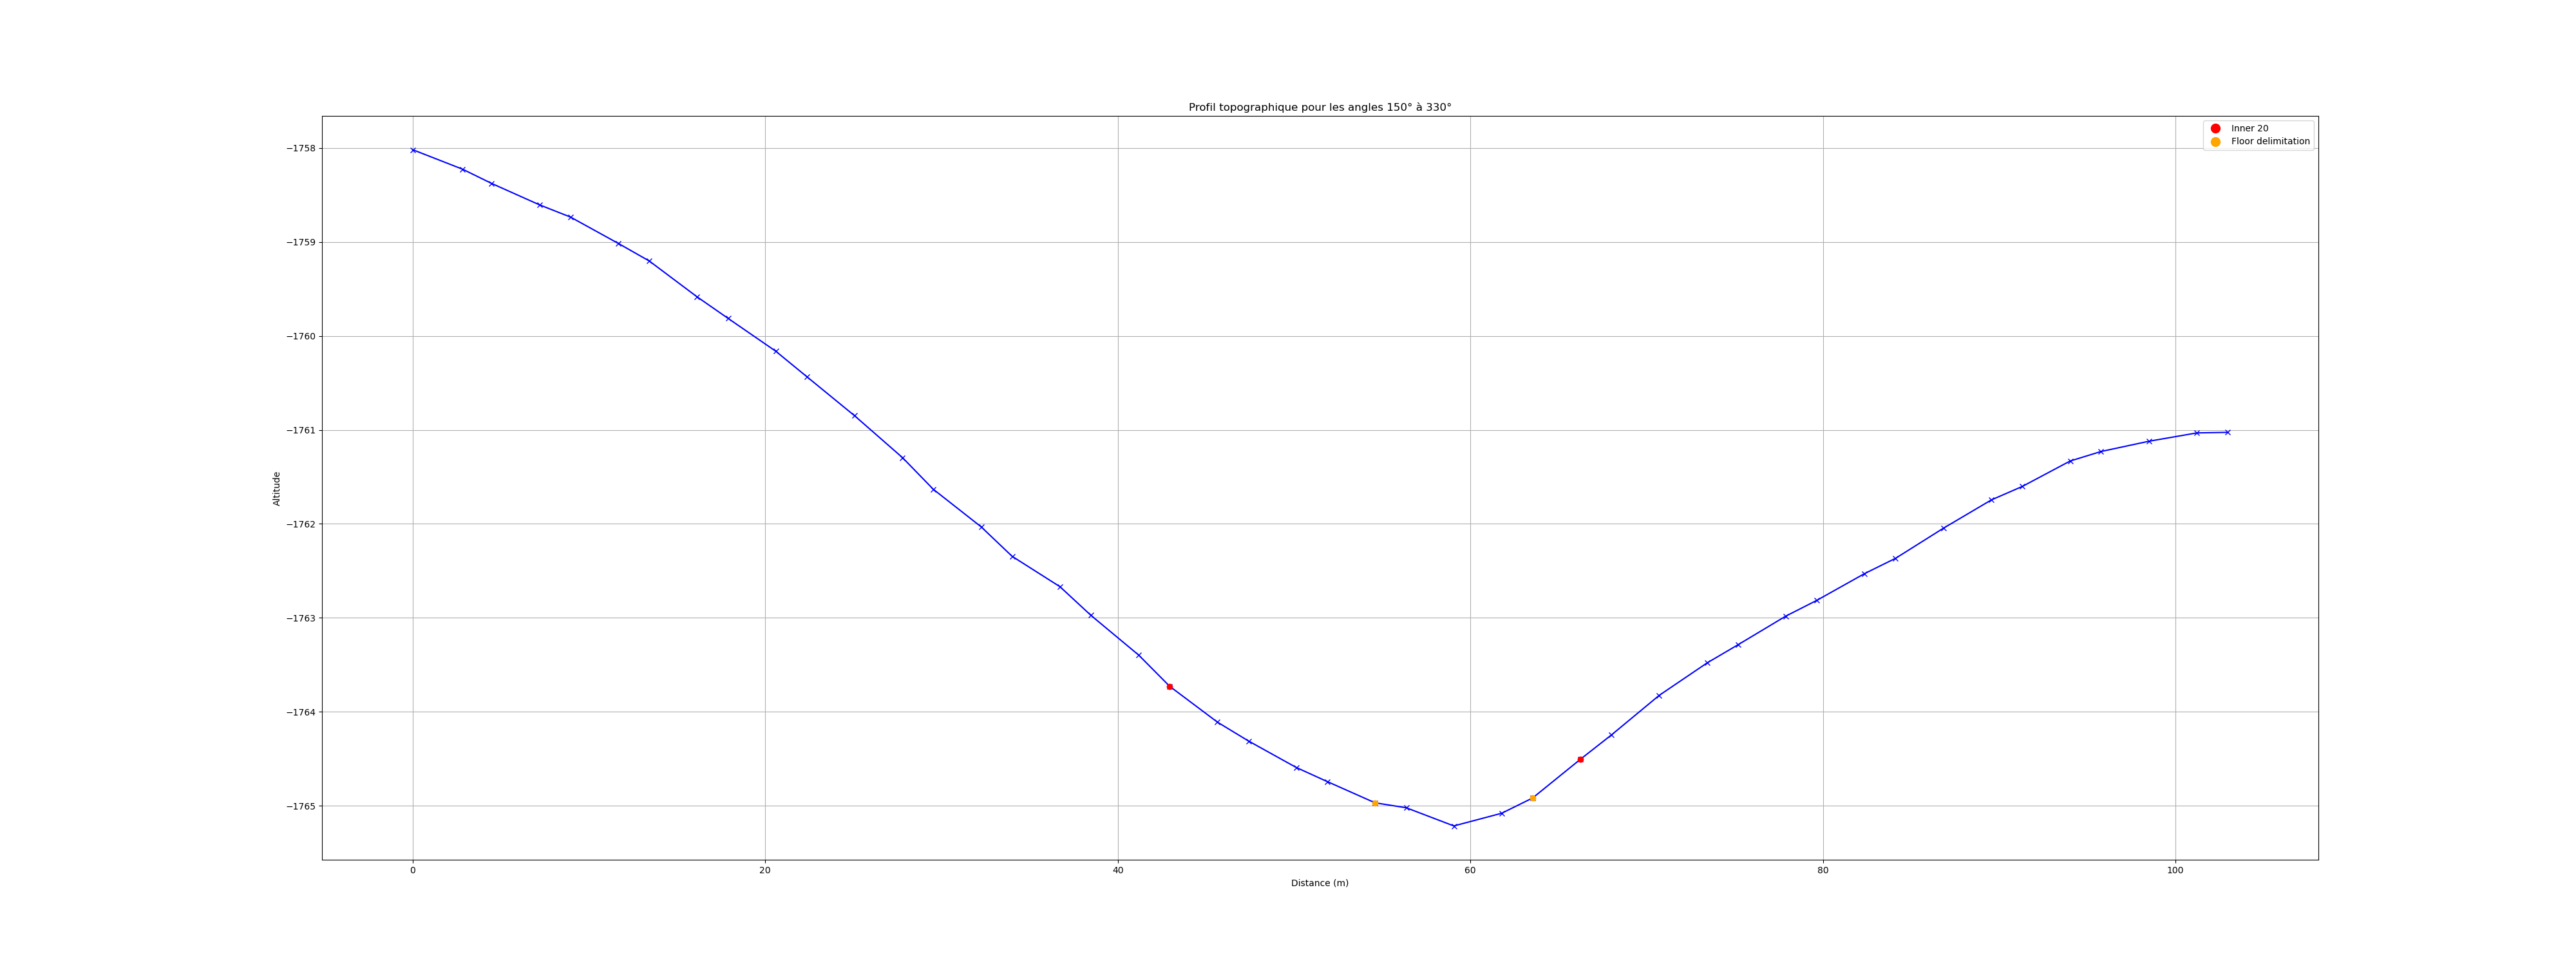 Profil topographique pour les angles 150° à 330°
Inner 20
Floor delimitation
−1758
−1759
−1760
−1761
−1762
−1763
−1764
−1765
Altitude
0 20 40 60 80 100
Distance (m)